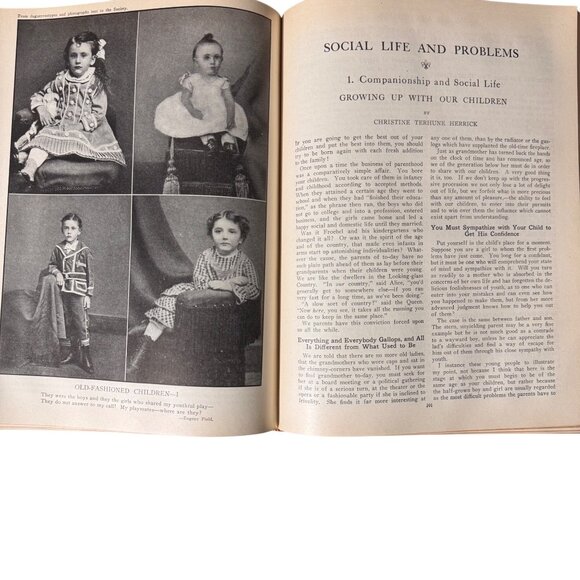 From daguerreotypes and photographs sent to the Society.
OLD-FASHIONED CHILDREN—I
They were the boys and they the girls who shared my youthful play—
They do not answer to my call! My playmates—where are they?
—Eugene Field.
SOCIAL LIFE AND PROBLEMS
1. Companionship and Social Life
GROWING UP WITH OUR CHILDREN
BY
CHRISTINE TERHUNE HERRICK
If you are going to get the best out of your
children and put the best into them, you should
try to be born again with each fresh addition
to the family!
Once upon a time the business of parenthood
was a comparatively simple affair. You bore
your children. You took care of them in infancy
and childhood according to accepted methods.
When they attained a certain age they went to
school and when they had "finished their educa-
tion," as the phrase then ran, the boys who did
not go to college and into a profession, entered
business, and the girls came home and led a
happy social and domestic life until they married.
Was it Froebel and his kindergartens who
changed it all? Or was it the spirit of the age
and of the country, that made even infants in
arms start up astonishing individualities? What-
ever the cause, the parents of to-day have no
such plain path ahead of them as lay before their
grandparents when their children were young.
We are like the dwellers in the Looking-glass
Country. "In our country," said Alice, "you'd
generally get to somewhere else—if you ran
very fast for a long time, as we've been doing."
"A slow sort of country!" said the Queen.
"Now here, you see, it takes all the running you
can do to keep in the same place."
We parents have this conviction forced upon
us all the while.
Everything and Everybody Gallops, and All
Is Different from What Used to Be
We are told that there are no more old ladies,
that the grandmothers who wore caps and sat in
the chimney-corners have vanished. If you want
to find grandmother to-day, you must seek for
her at a board meeting or a political gathering
if she is of a serious turn, at the theater or the
opera or a fashionable party if she is inclined to
frivolity. She finds it far more interesting at
any one of them, than by the radiator or the gas-
logs which have supplanted the old-time fireplace.
Just as grandmother has turned back the hands
on the clock of time and has renounced age, so
we of the generation below her must do in order
to share with our children. A very good thing
it is, too. If we don't keep up with the progres-
sive procession we not only lose a lot of delight
out of life, but we forfeit what is more precious
than any amount of pleasure,—the ability to feel
with our children, to enter into their pursuits
and to win over them the influence which cannot
exist apart from understanding.
You Must Sympathize with Your Child to
Get His Confidence
Put yourself in the child's place for a moment.
Suppose you are a girl to whom the first prob-
lems have just come. You long for a confidant,
but it must be one who will comprehend your state
of mind and sympathize with it. Will you turn
as readily to a mother who is absorbed in the
concerns of her own life and has forgotten the de-
licious foolishnesses of youth, as to one who can
enter into your mistakes and can even see how
you happened to make them, but from her more
advanced judgment knows how to help you out
of them?
The case is the same between father and son.
The stern, unyielding parent may be a very fine
example but he is not much good as a comrade
to a wayward boy, unless he can appreciate the
lad's difficulties and find a way of escape for
him out of them through his close sympathy with
youth.
I instance these young people to illustrate
my point, not because I think that here is the
stage at which you must begin to be of the
same age as your children, but rather because
the half-grown boy and girl are usually regarded
as the most difficult problems the parents have to